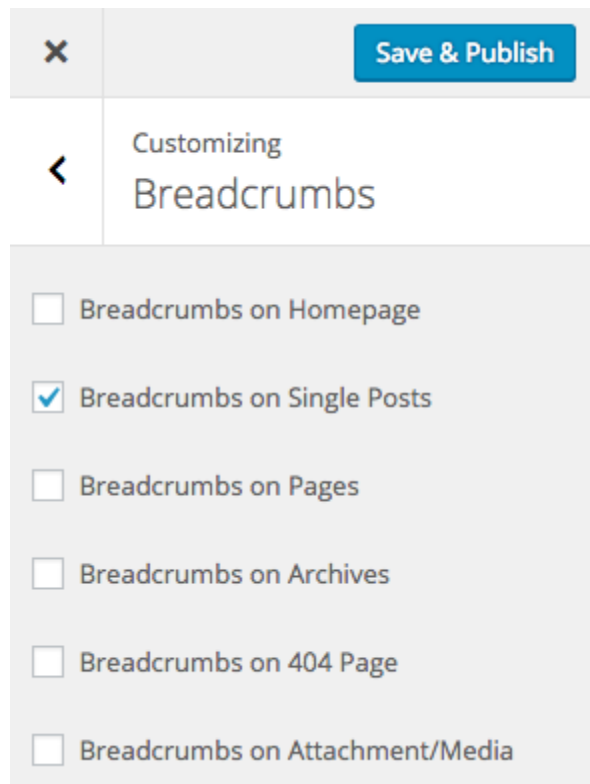 Save & Publish
Customizing
Breadcrumbs
Breadcrumbs on Homepage
Breadcrumbs on Single Posts
Breadcrumbs on Pages
Breadcrumbs on Archives
Breadcrumbs on 404 Page
Breadcrumbs on Attachment/Media